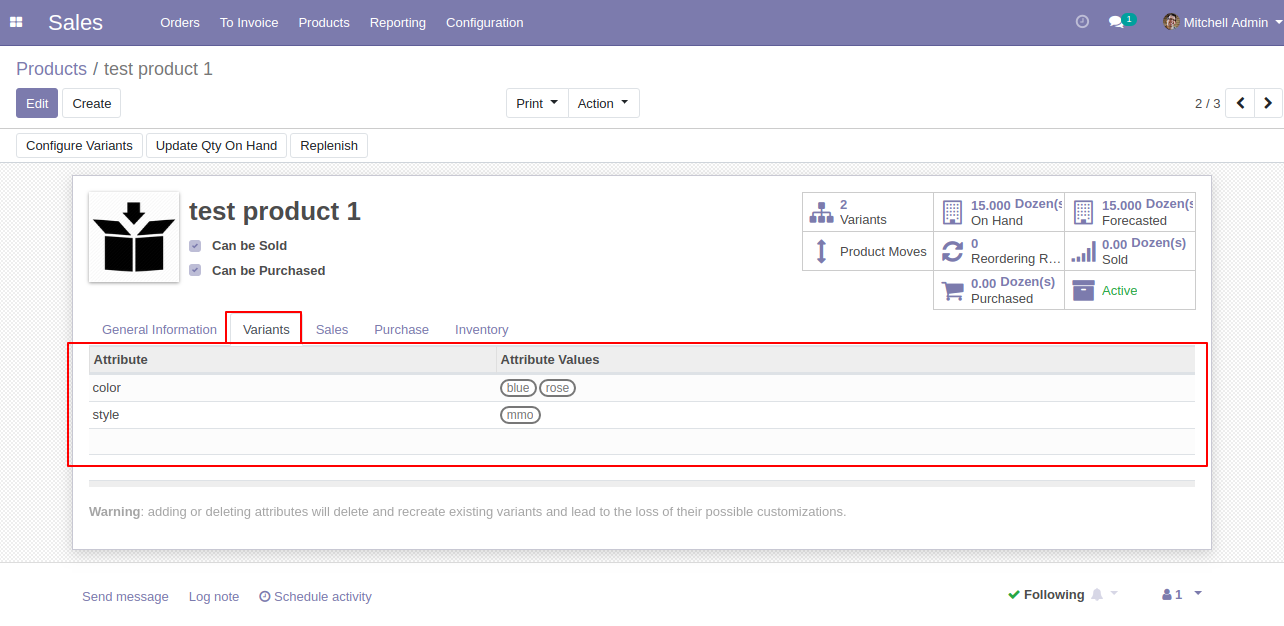 Sales Orders To Invoice Products Reporting Configuration 1 Mitchell Admin
Products / test product 1
Edit Create Print Action 2 / 3
Configure Variants Update Qty On Hand Replenish
test product 1
Can be Sold
Can be Purchased
2 Variants
15.000 Dozen(s On Hand
15.000 Dozen(s Forecasted
Product Moves
0 Reordering R...
0.00 Dozen(s) Sold
0.00 Dozen(s) Purchased
Active
General Information Variants Sales Purchase Inventory
Attribute Attribute Values
color blue rose
style mmo
Warning: adding or deleting attributes will delete and recreate existing variants and lead to the loss of their possible customizations.
Send message Log note Schedule activity Following 1